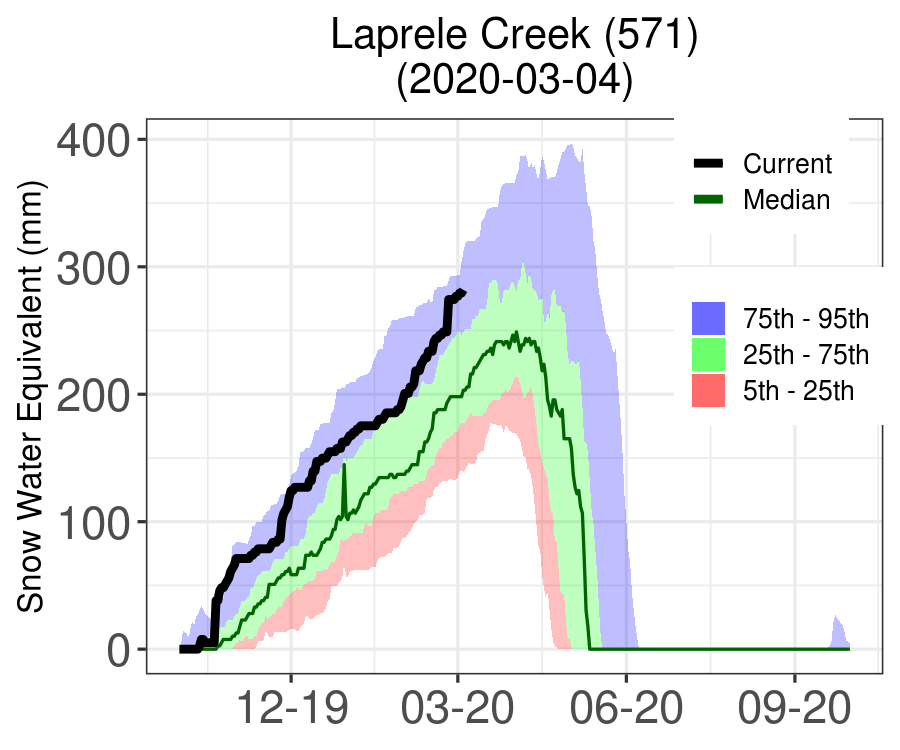 Laprele Creek (571)
(2020-03-04)
Snow Water Equivalent (mm)
400
300
200
100
0
12-19
03-20
06-20
09-20
Current
Median
75th - 95th
25th - 75th
5th - 25th